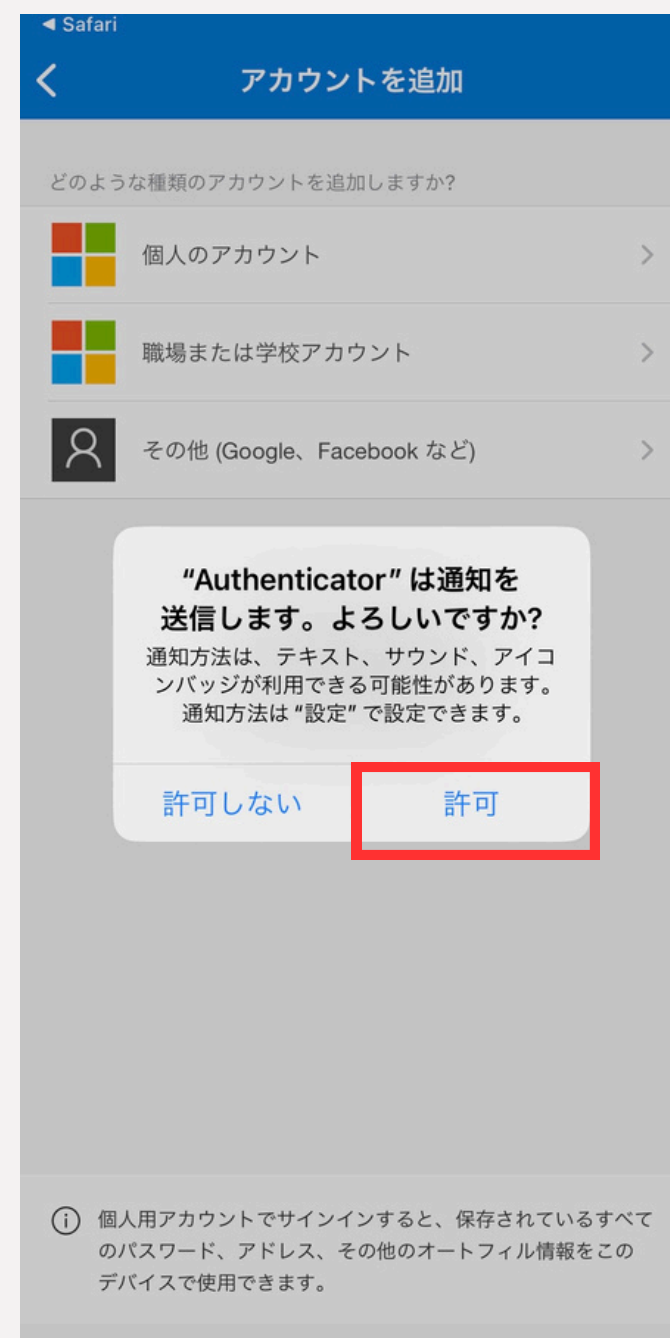 ◀ Safari
アカウントを追加
どのような種類のアカウントを追加しますか?
個人のアカウント
職場または学校アカウント
その他 (Google、Facebook など)
“Authenticator” は通知を
送信します。よろしいですか?
通知方法は、テキスト、サウンド、アイコ
ンバッジが利用できる可能性があります。
通知方法は “設定” で設定できます。
許可しない
許可
個人用アカウントでサインインすると、保存されているすべて
のパスワード、アドレス、その他のオートフィル情報をこの
デバイスで使用できます。